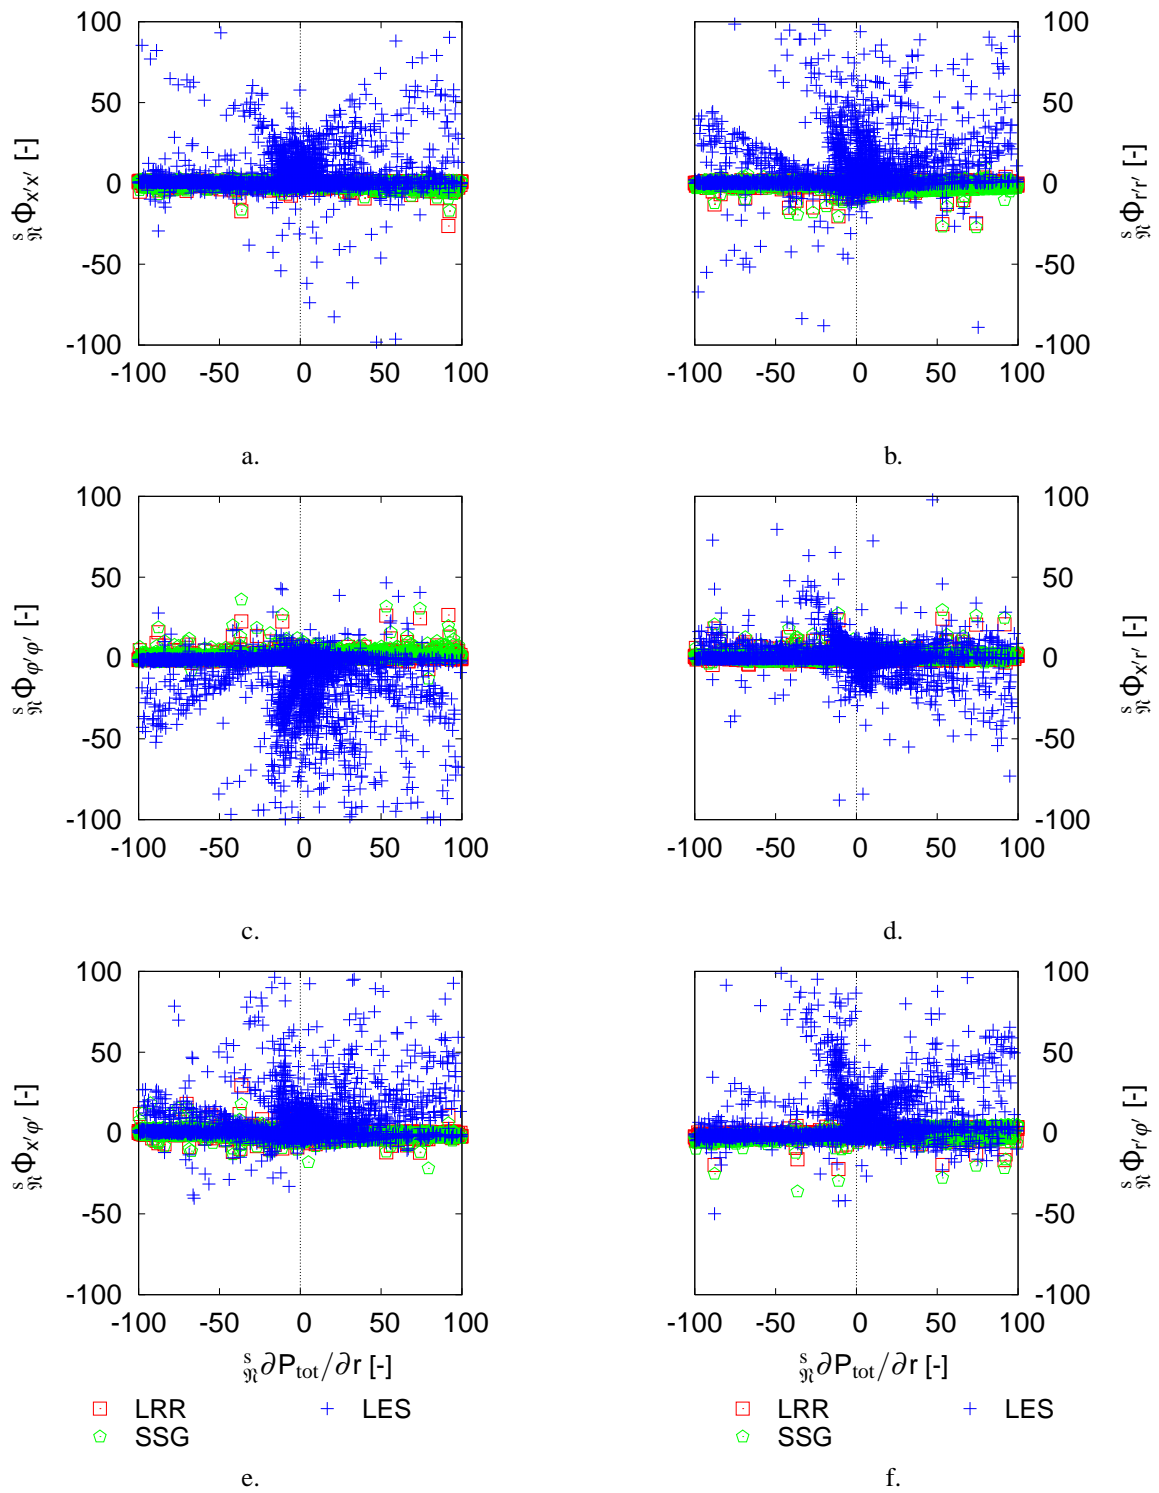 100
50
0
-50
-100
-100 -50 0 50 100
s ℜ Φx′x′ [-]
a.
100
50
0
-50
-100
-100 -50 0 50 100
s ℜ Φr′r′ [-]
b.
100
50
0
-50
-100
-100 -50 0 50 100
s ℜ Φφ′φ′ [-]
c.
100
50
0
-50
-100
-100 -50 0 50 100
s ℜ Φx′r′ [-]
d.
100
50
0
-50
-100
-100 -50 0 50 100
s ℜ Φx′φ′ [-]
s ℜ ∂Ptot/∂r [-]
LRR LES
SSG
e.
100
50
0
-50
-100
-100 -50 0 50 100
s ℜ Φr′φ′ [-]
s ℜ ∂Ptot/∂r [-]
LRR LES
SSG
f.